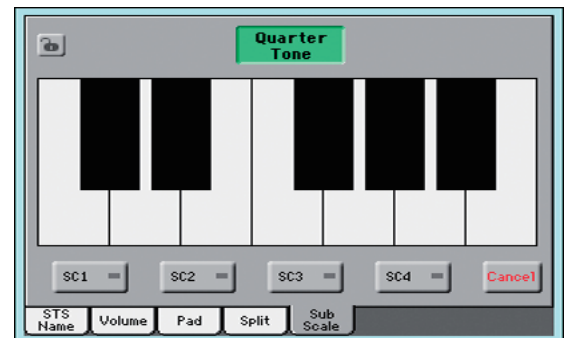 Quarter
Tone
SC1 SC2 SC3 SC4 Cancel
STS
Name
Volume
Pad
Split
Sub
Scale